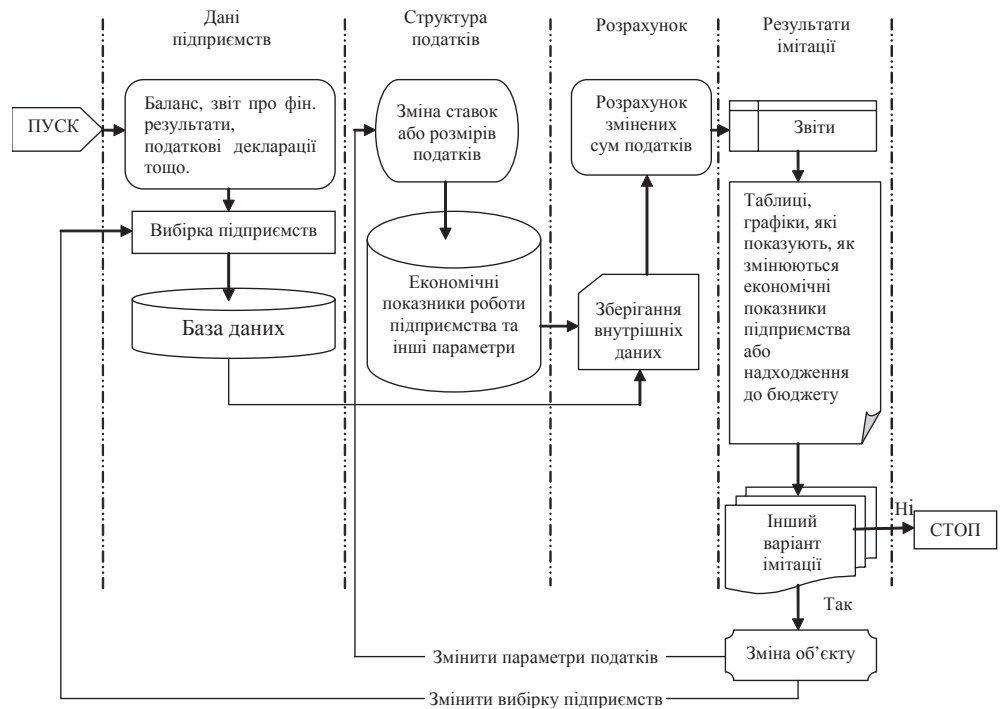 Дані
підприємств
Структура
податків
Розрахунок
Результати
імітації
ПУСК
Баланс, звіт про фін.
результати,
податкові декларації
тощо.
Вибірка підприємств
База даних
Зміна ставок
або розмірів
податків
Економічні
показники роботи
підприємства та
інші параметри
Розрахунок
змінених
сум податків
Зберігання
внутрішніх
даних
Звіти
Таблиці,
графіки, які
показують, як
змінюються
економічні
показники
підприємства
або
надходження
до бюджету
Інший
варіант
імітації
Ні
СТОП
Так
Зміна об’єкту
Змінити параметри податків
Змінити вибірку підприємств